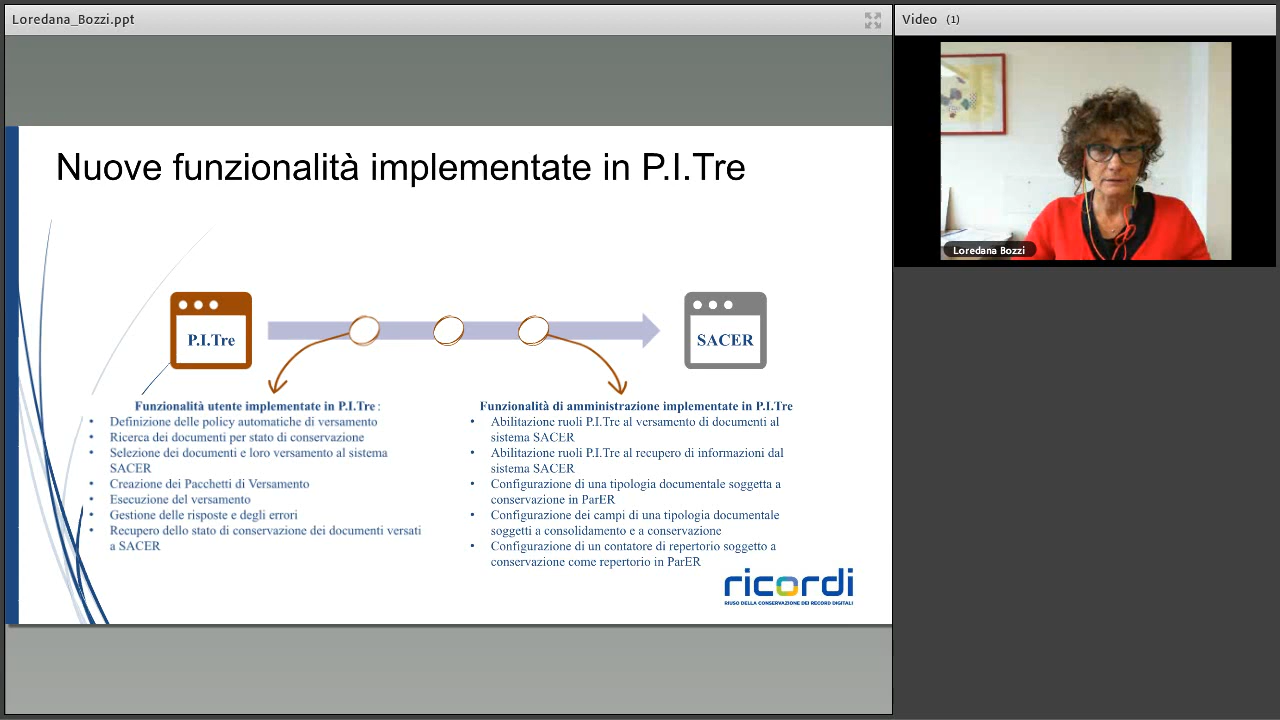 Loredana_Bozzi.ppt
Video (1)
Loredana Bozzi
Nuove funzionalità implementate in P.I.Tre
P.I.Tre
SACER
Funzionalità utente implementate in P.I.Tre :
• Definizione delle policy automatiche di versamento
• Ricerca dei documenti per stato di conservazione
• Selezione dei documenti e loro versamento al sistema
SACER
• Creazione dei Pacchetti di Versamento
• Esecuzione del versamento
• Gestione delle risposte e degli errori
• Recupero dello stato di conservazione dei documenti versati
a SACER
Funzionalità di amministrazione implementate in P.I.Tre
• Abilitazione ruoli P.I.Tre al versamento di documenti al
sistema SACER
• Abilitazione ruoli P.I.Tre al recupero di informazioni dal
sistema SACER
• Configurazione di una tipologia documentale soggetta a
conservazione in ParER
• Configurazione dei campi di una tipologia documentale
soggetti a consolidamento e a conservazione
• Configurazione di un contatore di repertorio soggetto a
conservazione come repertorio in ParER
ricordi
RIUSO DELLA CONSERVAZIONE DEI RECORD DIGITALI